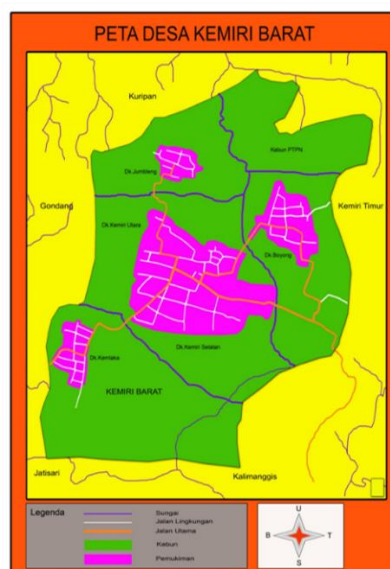 PETA DESA KEMIRI BARAT
Kuripan
Kebun PTPN
Dk Jumbleng
Gondang
Kemiri Timur
Dk Kemiri Utara
Dk Boyong
Dk Kemiri Selatan
Dk Kemloko
KEMIRI BARAT
Jatisari
Kalimanggis
Legenda
Sungai
Jalan Lingkungan
Jalan Utama
Kebun
Pemukiman
U
B
T
S